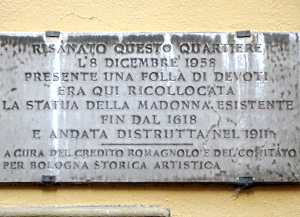 RISANATO QUESTO QUARTIERE
L'8 DICEMBRE 1958
PRESENTE UNA FOLLA DI DEVOTI
ERA QUI RICOLLOCATA
LA STATUA DELLA MADONNA, ESISTENTE
FIN DAL 1618
E ANDATA DISTRUTTA NEL 1911
A CURA DEL CREDITO ROMAGNOLO E DEL COMITATO
PER BOLOGNA STORICA ARTISTICA